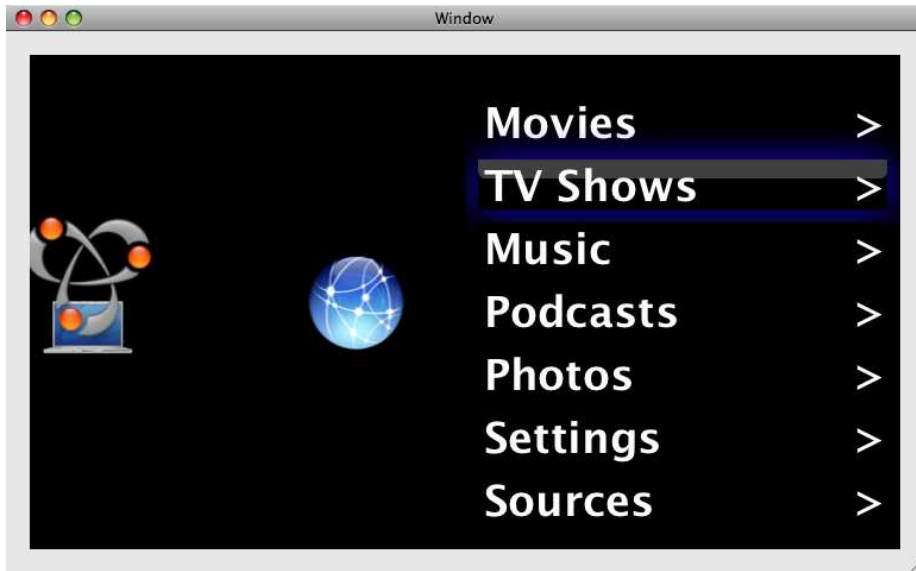 Window
Movies >
TV Shows >
Music >
Podcasts >
Photos >
Settings >
Sources >